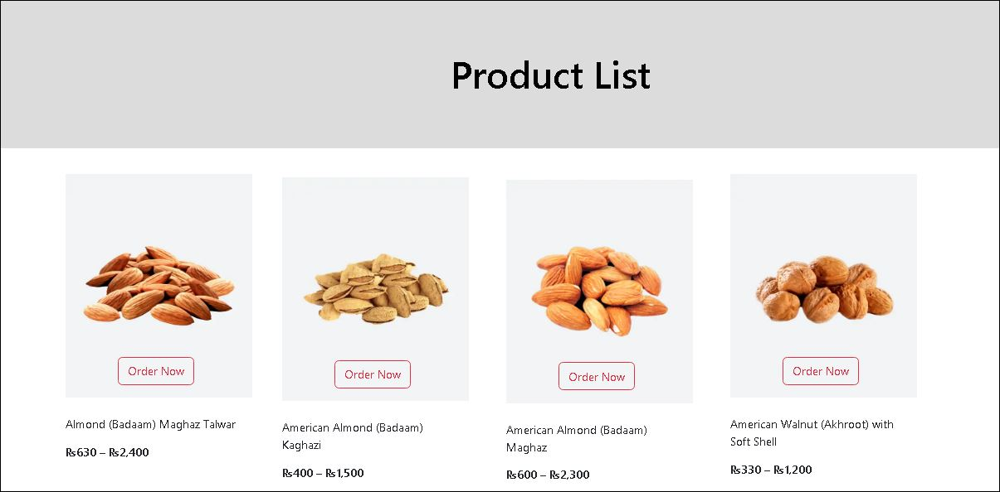 Product List
Order Now
Order Now
Order Now
Order Now
Almond (Badaam) Maghaz Talwar
₨630 – ₨2,400
American Almond (Badaam)
Kaghazi
₨400 – ₨1,500
American Almond (Badaam)
Maghaz
₨600 – ₨2,300
American Walnut (Akhroot) with
Soft Shell
₨330 – ₨1,200